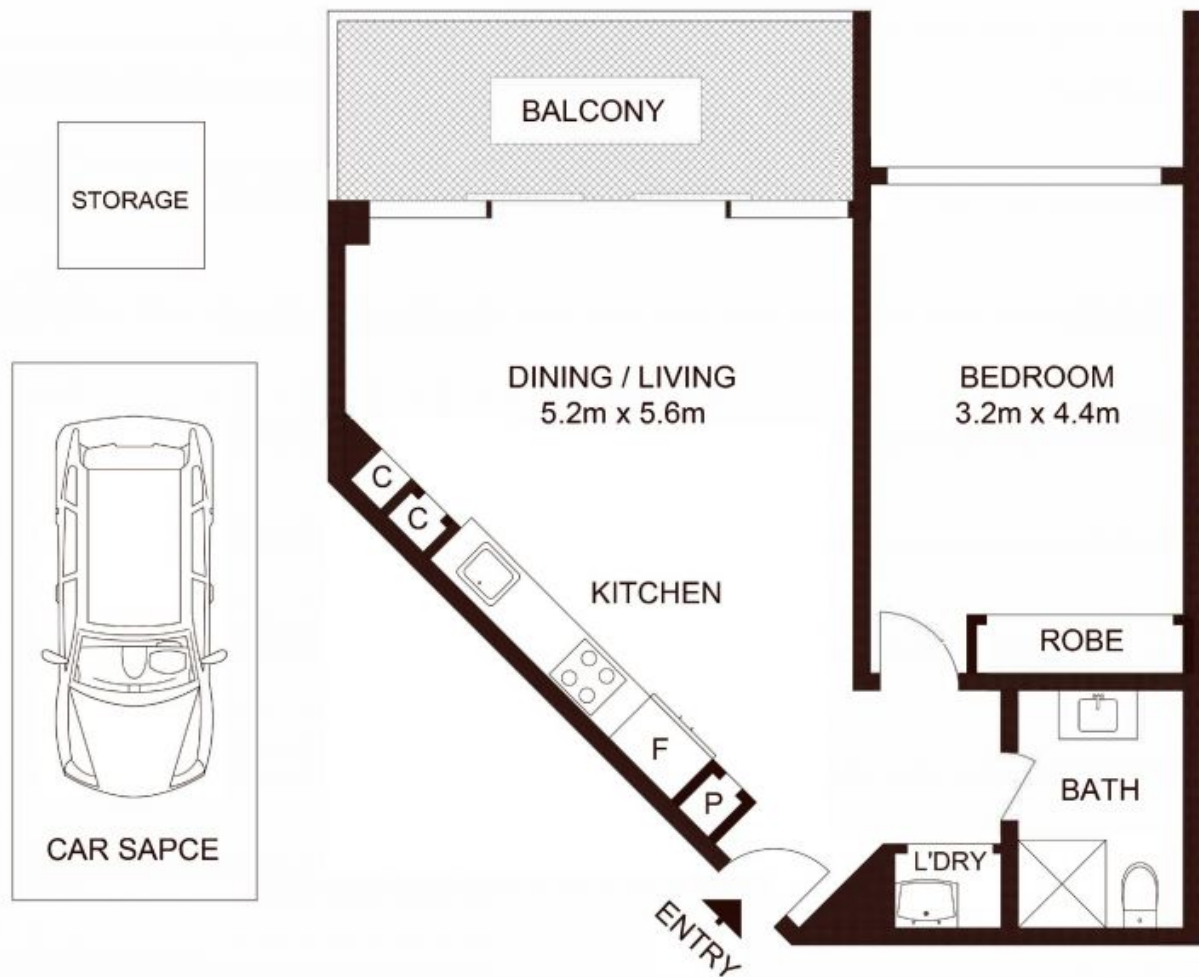 BALCONY
STORAGE
DINING / LIVING
5.2m x 5.6m
BEDROOM
3.2m x 4.4m
C
C
KITCHEN
ROBE
F
P
BATH
CAR SAPCE
L'DRY
ENTRY